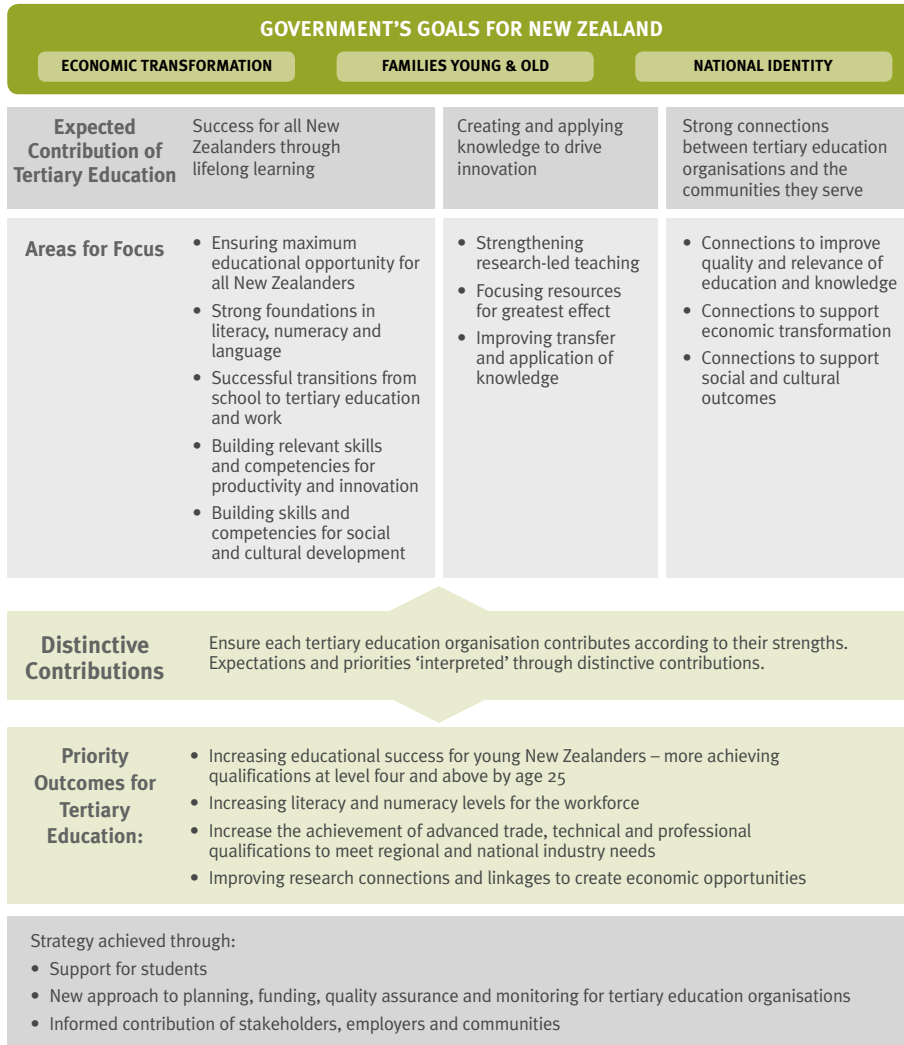 GOVERNMENT'S GOALS FOR NEW ZEALAND
ECONOMIC TRANSFORMATION
FAMILIES YOUNG & OLD
NATIONAL IDENTITY
Expected
Contribution of
Tertiary Education
Success for all New
Zealanders through
lifelong learning
Creating and applying
knowledge to drive
innovation
Strong connections
between tertiary education
organisations and the
communities they serve
Areas for Focus
• Ensuring maximum
educational opportunity for
all New Zealanders
• Strong foundations in
literacy, numeracy and
language
• Successful transitions from
school to tertiary education
and work
• Building relevant skills
and competencies for
productivity and innovation
• Building skills and
competencies for social
and cultural development
• Strengthening
research-led teaching
• Focusing resources
for greatest effect
• Improving transfer
and application of
knowledge
• Connections to improve
quality and relevance of
education and knowledge
• Connections to support
economic transformation
• Connections to support
social and cultural
outcomes
Distinctive
Contributions
Ensure each tertiary education organisation contributes according to their strengths.
Expectations and priorities ‘interpreted’ through distinctive contributions.
Priority
Outcomes for
Tertiary
Education:
• Increasing educational success for young New Zealanders – more achieving
qualifications at level four and above by age 25
• Increasing literacy and numeracy levels for the workforce
• Increase the achievement of advanced trade, technical and professional
qualifications to meet regional and national industry needs
• Improving research connections and linkages to create economic opportunities
Strategy achieved through:
• Support for students
• New approach to planning, funding, quality assurance and monitoring for tertiary education organisations
• Informed contribution of stakeholders, employers and communities